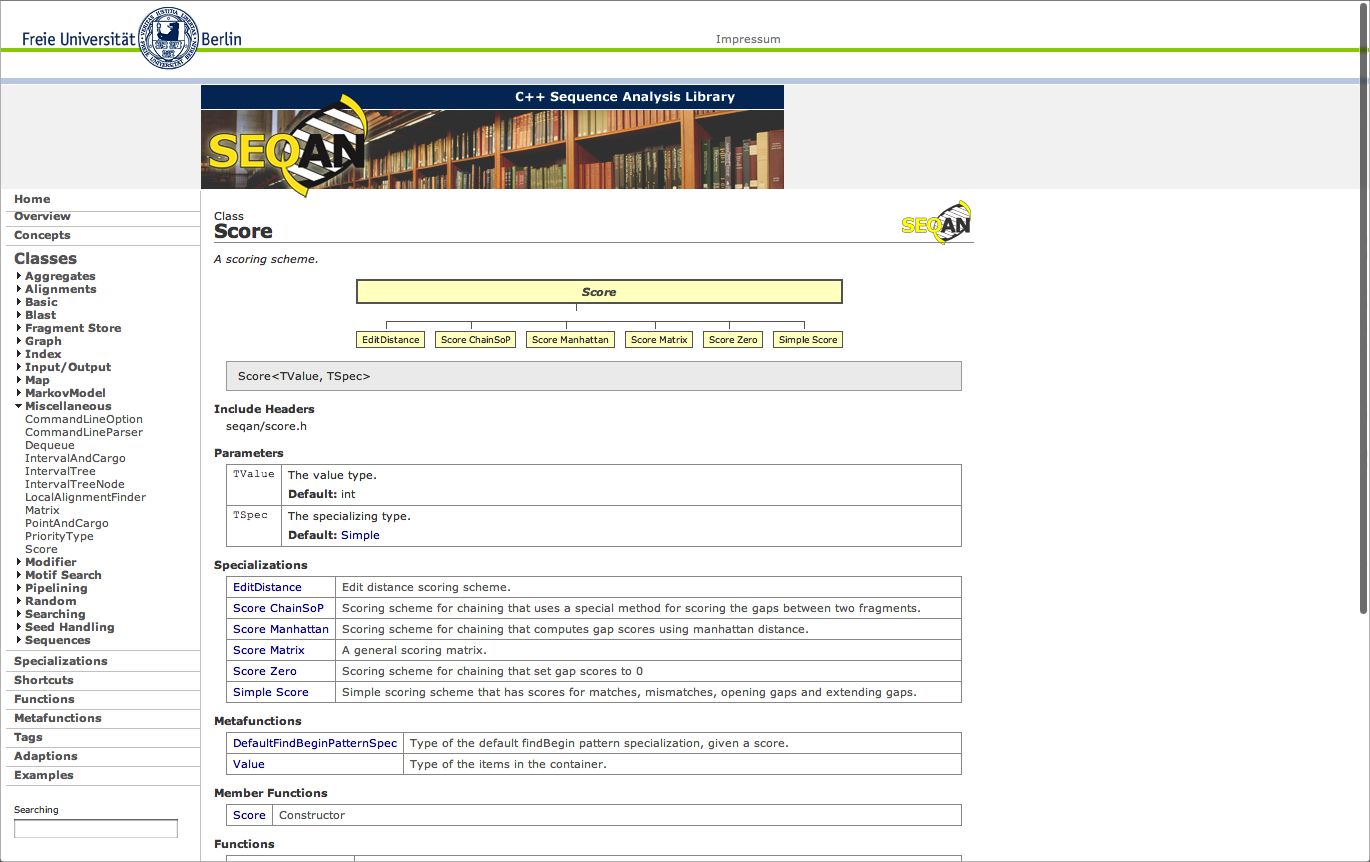 Freie Universität Berlin
Impressum
C++ Sequence Analysis Library
SEQAN
Home
Overview
Concepts
Classes
Aggregates
Alignments
Basic
Blast
Fragment Store
Graph
Index
Input/Output
Map
MarkovModel
Miscellaneous
CommandLineOption
CommandLineParser
Dequeue
IntervalAndCargo
IntervalTree
IntervalTreeNode
LocalAlignmentFinder
Matrix
PointAndCargo
PriorityType
Score
Modifier
Motif Search
Pipelining
Random
Searching
Seed Handling
Sequences
Specializations
Shortcuts
Functions
Metafunctions
Tags
Adaptions
Examples
Searching
Class
Score
SEQAN
A scoring scheme.
Score
EditDistance Score ChainSoP Score Manhattan Score Matrix Score Zero Simple Score
Score<TValue, TSpec>
Include Headers
seqan/score.h
Parameters
TValue The value type.
Default: int
TSpec The specializing type.
Default: Simple
Specializations
EditDistance Edit distance scoring scheme.
Score ChainSoP Scoring scheme for chaining that uses a special method for scoring the gaps between two fragments.
Score Manhattan Scoring scheme for chaining that computes gap scores using manhattan distance.
Score Matrix A general scoring matrix.
Score Zero Scoring scheme for chaining that set gap scores to 0
Simple Score Simple scoring scheme that has scores for matches, mismatches, opening gaps and extending gaps.
Metafunctions
DefaultFindBeginPatternSpec Type of the default findBegin pattern specialization, given a score.
Value Type of the items in the container.
Member Functions
Score Constructor
Functions